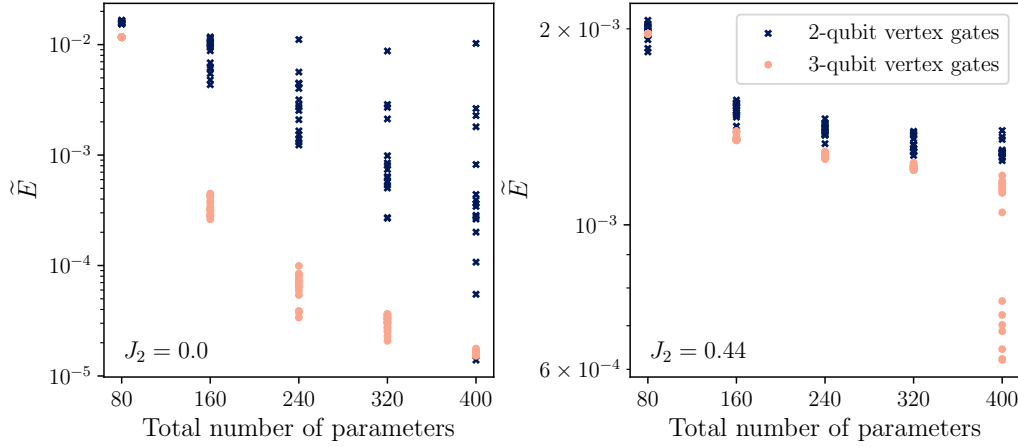 10⁻²
10⁻³
10⁻⁴
10⁻⁵
Ẽ
80 160 240 320 400
Total number of parameters
J₂ = 0.0
2 × 10⁻³
10⁻³
6 × 10⁻⁴
Ẽ
80 160 240 320 400
Total number of parameters
J₂ = 0.44
2-qubit vertex gates
3-qubit vertex gates